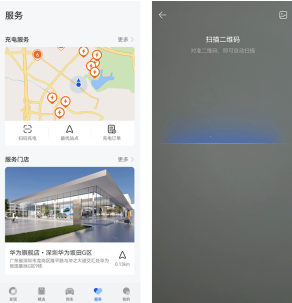 服务
充电服务
更多
扫码充电
最优站点
充电订单
服务门店
更多
华为旗舰店·深圳华为坂田G区
0.13km
首页
服务
我的
扫描二维码
对准二维码，即可自动扫描